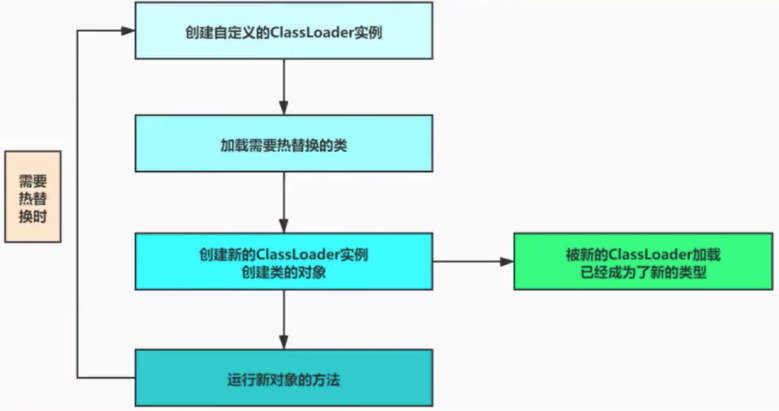 创建自定义的ClassLoader实例
加载需要热替换的类
需要
热替
换时
创建新的ClassLoader实例
创建类的对象
被新的ClassLoader加载
已经成为了新的类型
运行新对象的方法